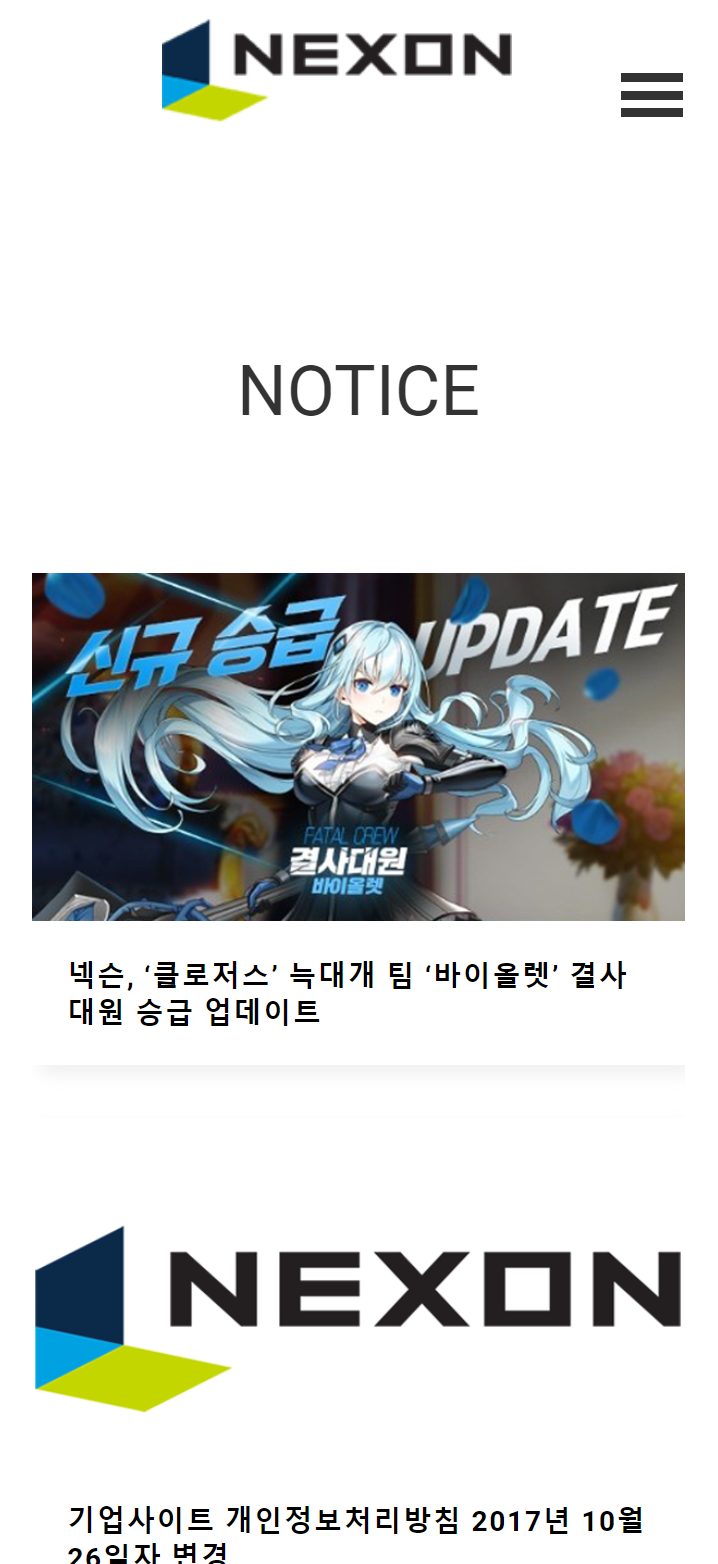 NEXON
NOTICE
신규 승급 UPDATE
FATAL CREW
결사대원
바이올렛
넥슨, ‘클로저스’ 늑대개 팀 ‘바이올렛’ 결사
대원 승급 업데이트
NEXON
기업사이트 개인정보처리방침 2017년 10월
26일자 변경